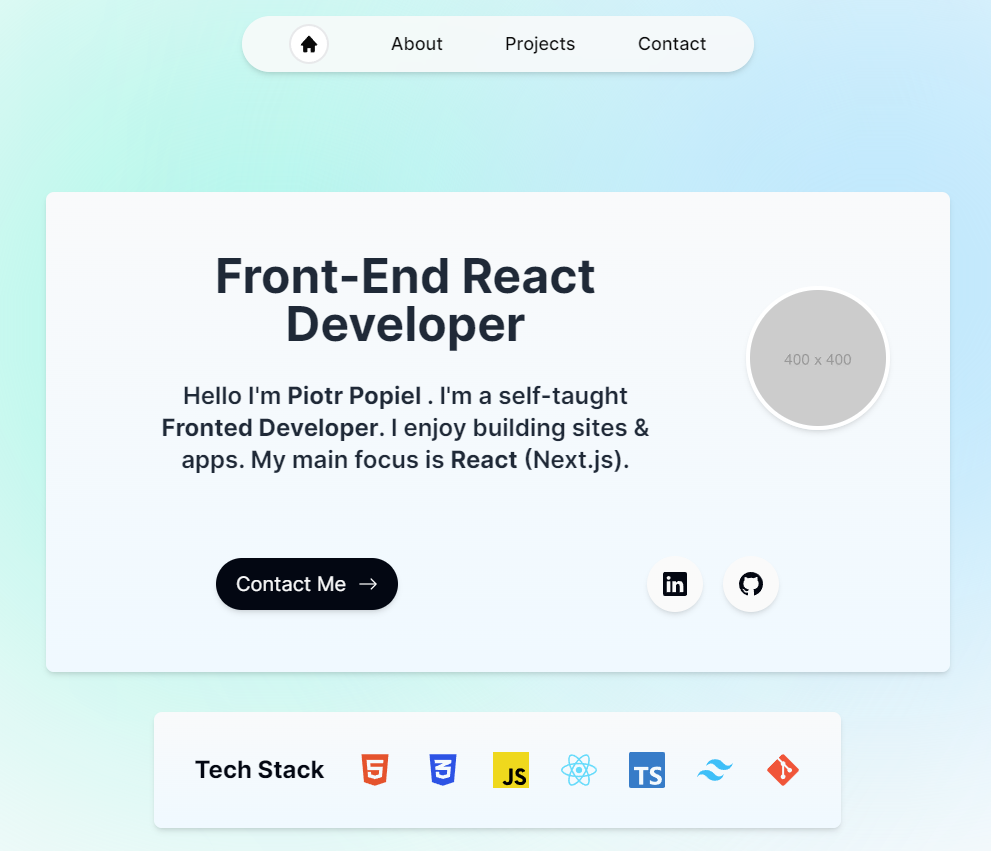 About Projects Contact
Front-End React
Developer
400 x 400
Hello I'm Piotr Popiel . I'm a self-taught
Fronted Developer. I enjoy building sites &
apps. My main focus is React (Next.js).
Contact Me
in
Tech Stack
5
3
JS
TS